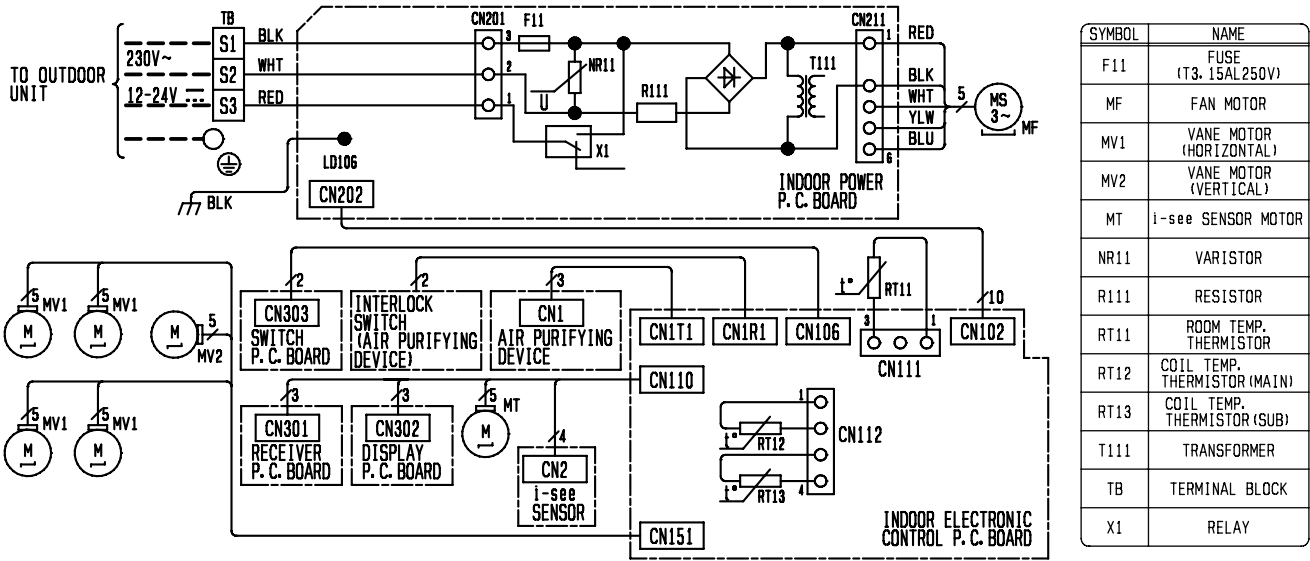 TB
S1
S2
S3
230V~
12-24V ⎓
TO OUTDOOR
UNIT
BLK
WHT
RED
BLK
LD106
CN202
CN201
3
2
1
F11
NR11
U
R111
X1
T111
CN211
1
6
RED
BLK
WHT
YLW
BLU
5
MS
3~
MF
INDOOR POWER
P.C.BOARD
SYMBOL NAME
F11 FUSE
(T3.15AL250V)
MF FAN MOTOR
MV1 VANE MOTOR
(HORIZONTAL)
MV2 VANE MOTOR
(VERTICAL)
MT i-see SENSOR MOTOR
NR11 VARISTOR
R111 RESISTOR
RT11 ROOM TEMP.
THERMISTOR
RT12 COIL TEMP.
THERMISTOR(MAIN)
RT13 COIL TEMP.
THERMISTOR(SUB)
T111 TRANSFORMER
TB TERMINAL BLOCK
X1 RELAY
5 MV1
M
5 MV1
M
5
MV2
M
5 MV1
M
5 MV1
M
2
CN303
SWITCH
P.C.BOARD
2
INTERLOCK
SWITCH
(AIR PURIFYING
DEVICE)
3
CN1
AIR PURIFYING
DEVICE
3
CN301
RECEIVER
P.C.BOARD
3
CN302
DISPLAY
P.C.BOARD
5
MT
M
4
CN2
i-see
SENSOR
CN1T1
CN1R1
CN106
t°
RT11
3
1
CN111
10
CN102
CN110
1
t°
RT12
CN112
t°
RT13
4
CN151
INDOOR ELECTRONIC
CONTROL P.C.BOARD